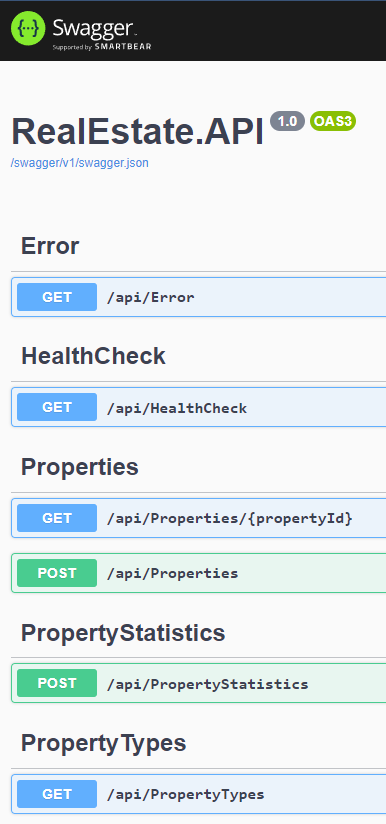 {···} Swagger
Supported by SMARTBEAR
RealEstate.API 1.0 OAS3
/swagger/v1/swagger.json
Error
GET /api/Error
HealthCheck
GET /api/HealthCheck
Properties
GET /api/Properties/{propertyId}
POST /api/Properties
PropertyStatistics
POST /api/PropertyStatistics
PropertyTypes
GET /api/PropertyTypes